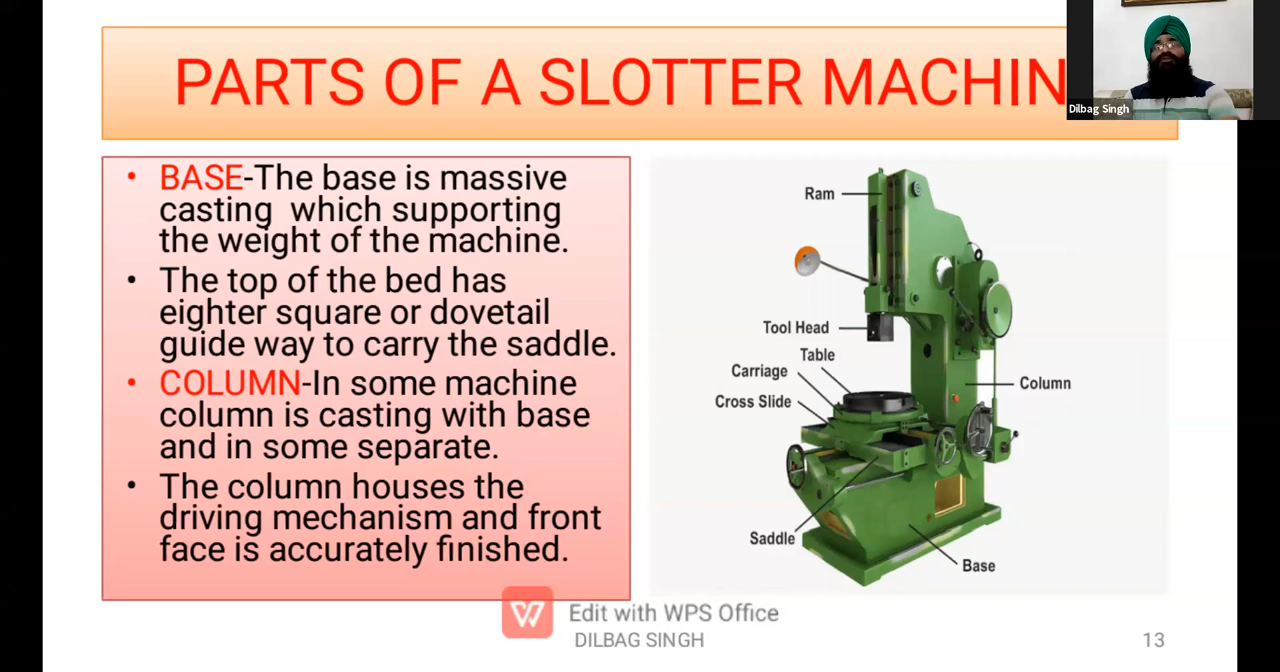 PARTS OF A SLOTTER MACHIN
Dilbag Singh
• BASE-The base is massive
casting which supporting
the weight of the machine.
• The top of the bed has
eighter square or dovetail
guide way to carry the saddle.
• COLUMN-In some machine
column is casting with base
and in some separate.
• The column houses the
driving mechanism and front
face is accurately finished.
Ram
Tool Head
Table
Carriage
Cross Slide
Column
Saddle
Base
Edit with WPS Office
DILBAG SINGH
13